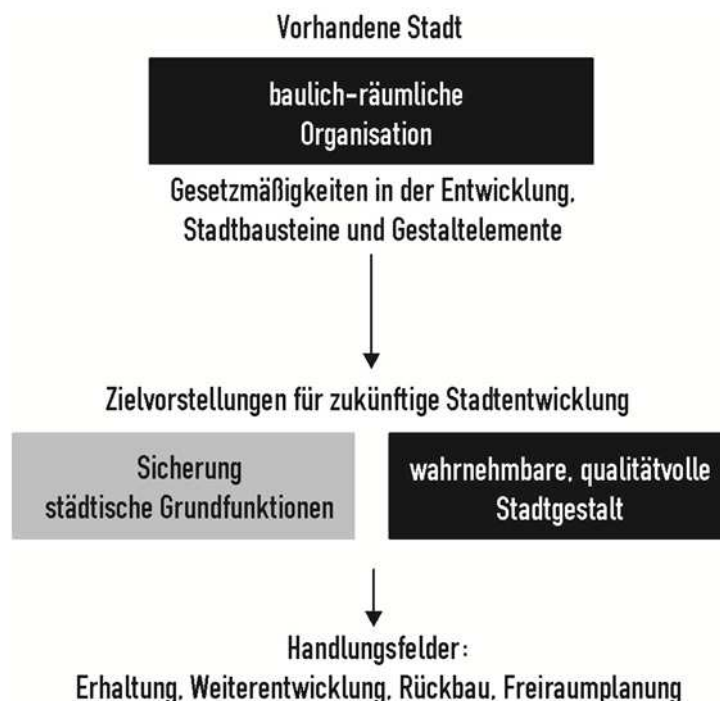 Vorhandene Stadt
baulich-räumliche
Organisation
Gesetzmäßigkeiten in der Entwicklung,
Stadtbausteine und Gestaltelemente
Zielvorstellungen für zukünftige Stadtentwicklung
Sicherung
städtische Grundfunktionen
wahrnehmbare, qualitätvolle
Stadtgestalt
Handlungsfelder:
Erhaltung, Weiterentwicklung, Rückbau, Freiraumplanung